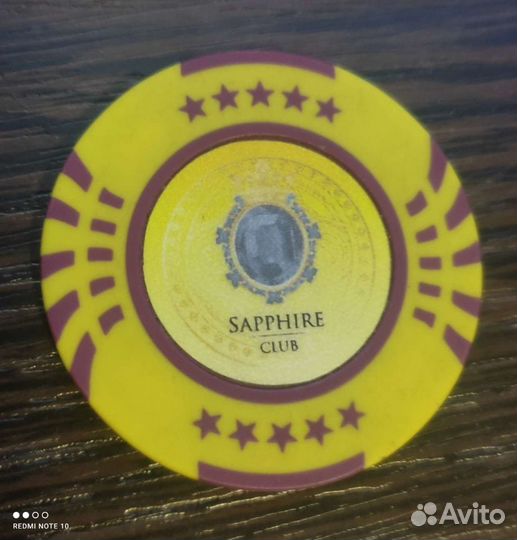 SAPPHIRE
CLUB
REDMI NOTE 10
Avito